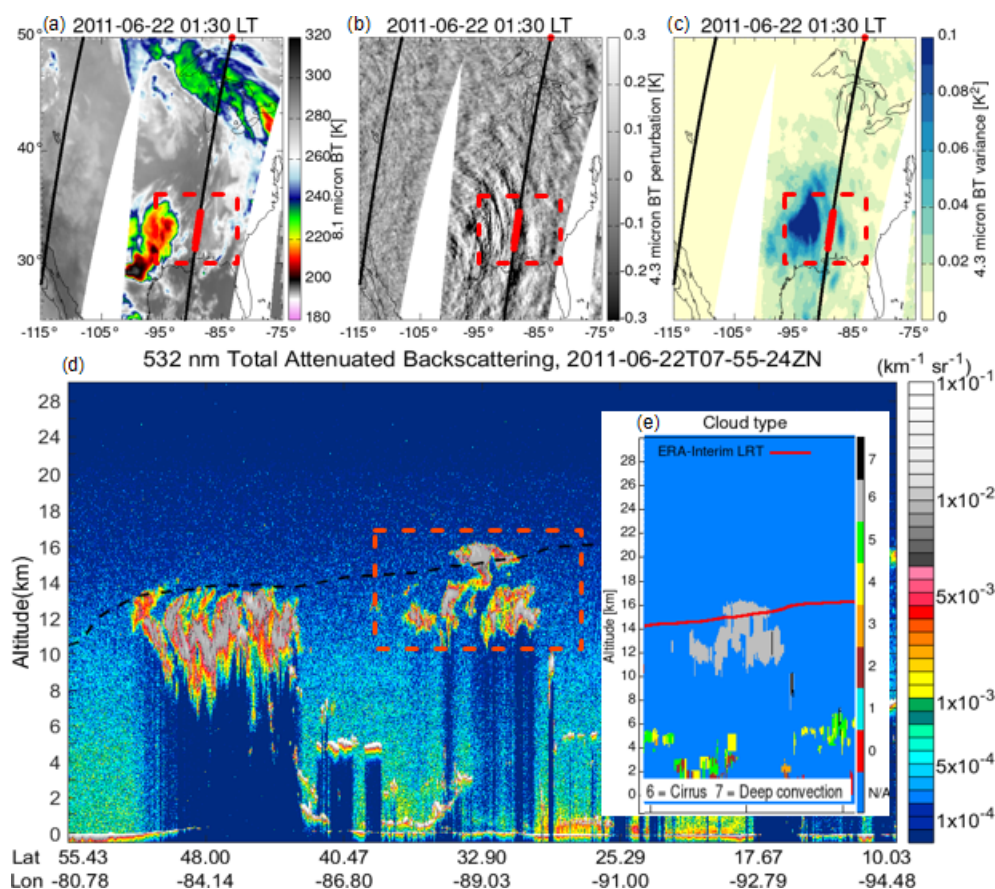 (a) 2011-06-22 01:30 LT
50°
40°
30°
-115 -105 -95 -85 -75
320
300
280
260
240
220
200
180
8.1 micron BT [K]
(b) 2011-06-22 01:30 LT
-115 -105 -95 -85 -75
0.3
0.2
0.1
0
-0.1
-0.2
-0.3
4.3 micron BT perturbation [K]
(c) 2011-06-22 01:30 LT
-115 -105 -95 -85 -75
0.1
0.08
0.06
0.04
0.02
0
4.3 micron BT variance [K²]
(d) 532 nm Total Attenuated Backscattering, 2011-06-22T07-55-24ZN
(km⁻¹ sr⁻¹)
28
24
20
16
14
12
10
8
6
4
2
0
Altitude(km)
(e) Cloud type
ERA-Interim LRT
28
26
24
22
20
18
16
14
12
10
8
6
4
2
0
Altitude [km]
7
6
5
4
3
2
1
0
N/A
6 = Cirrus 7 = Deep convection
1x10⁻¹
1x10⁻²
5x10⁻³
1x10⁻³
5x10⁻⁴
1x10⁻⁴
Lat 55.43 48.00 40.47 32.90 25.29 17.67 10.03
Lon -80.78 -84.14 -86.80 -89.03 -91.00 -92.79 -94.48